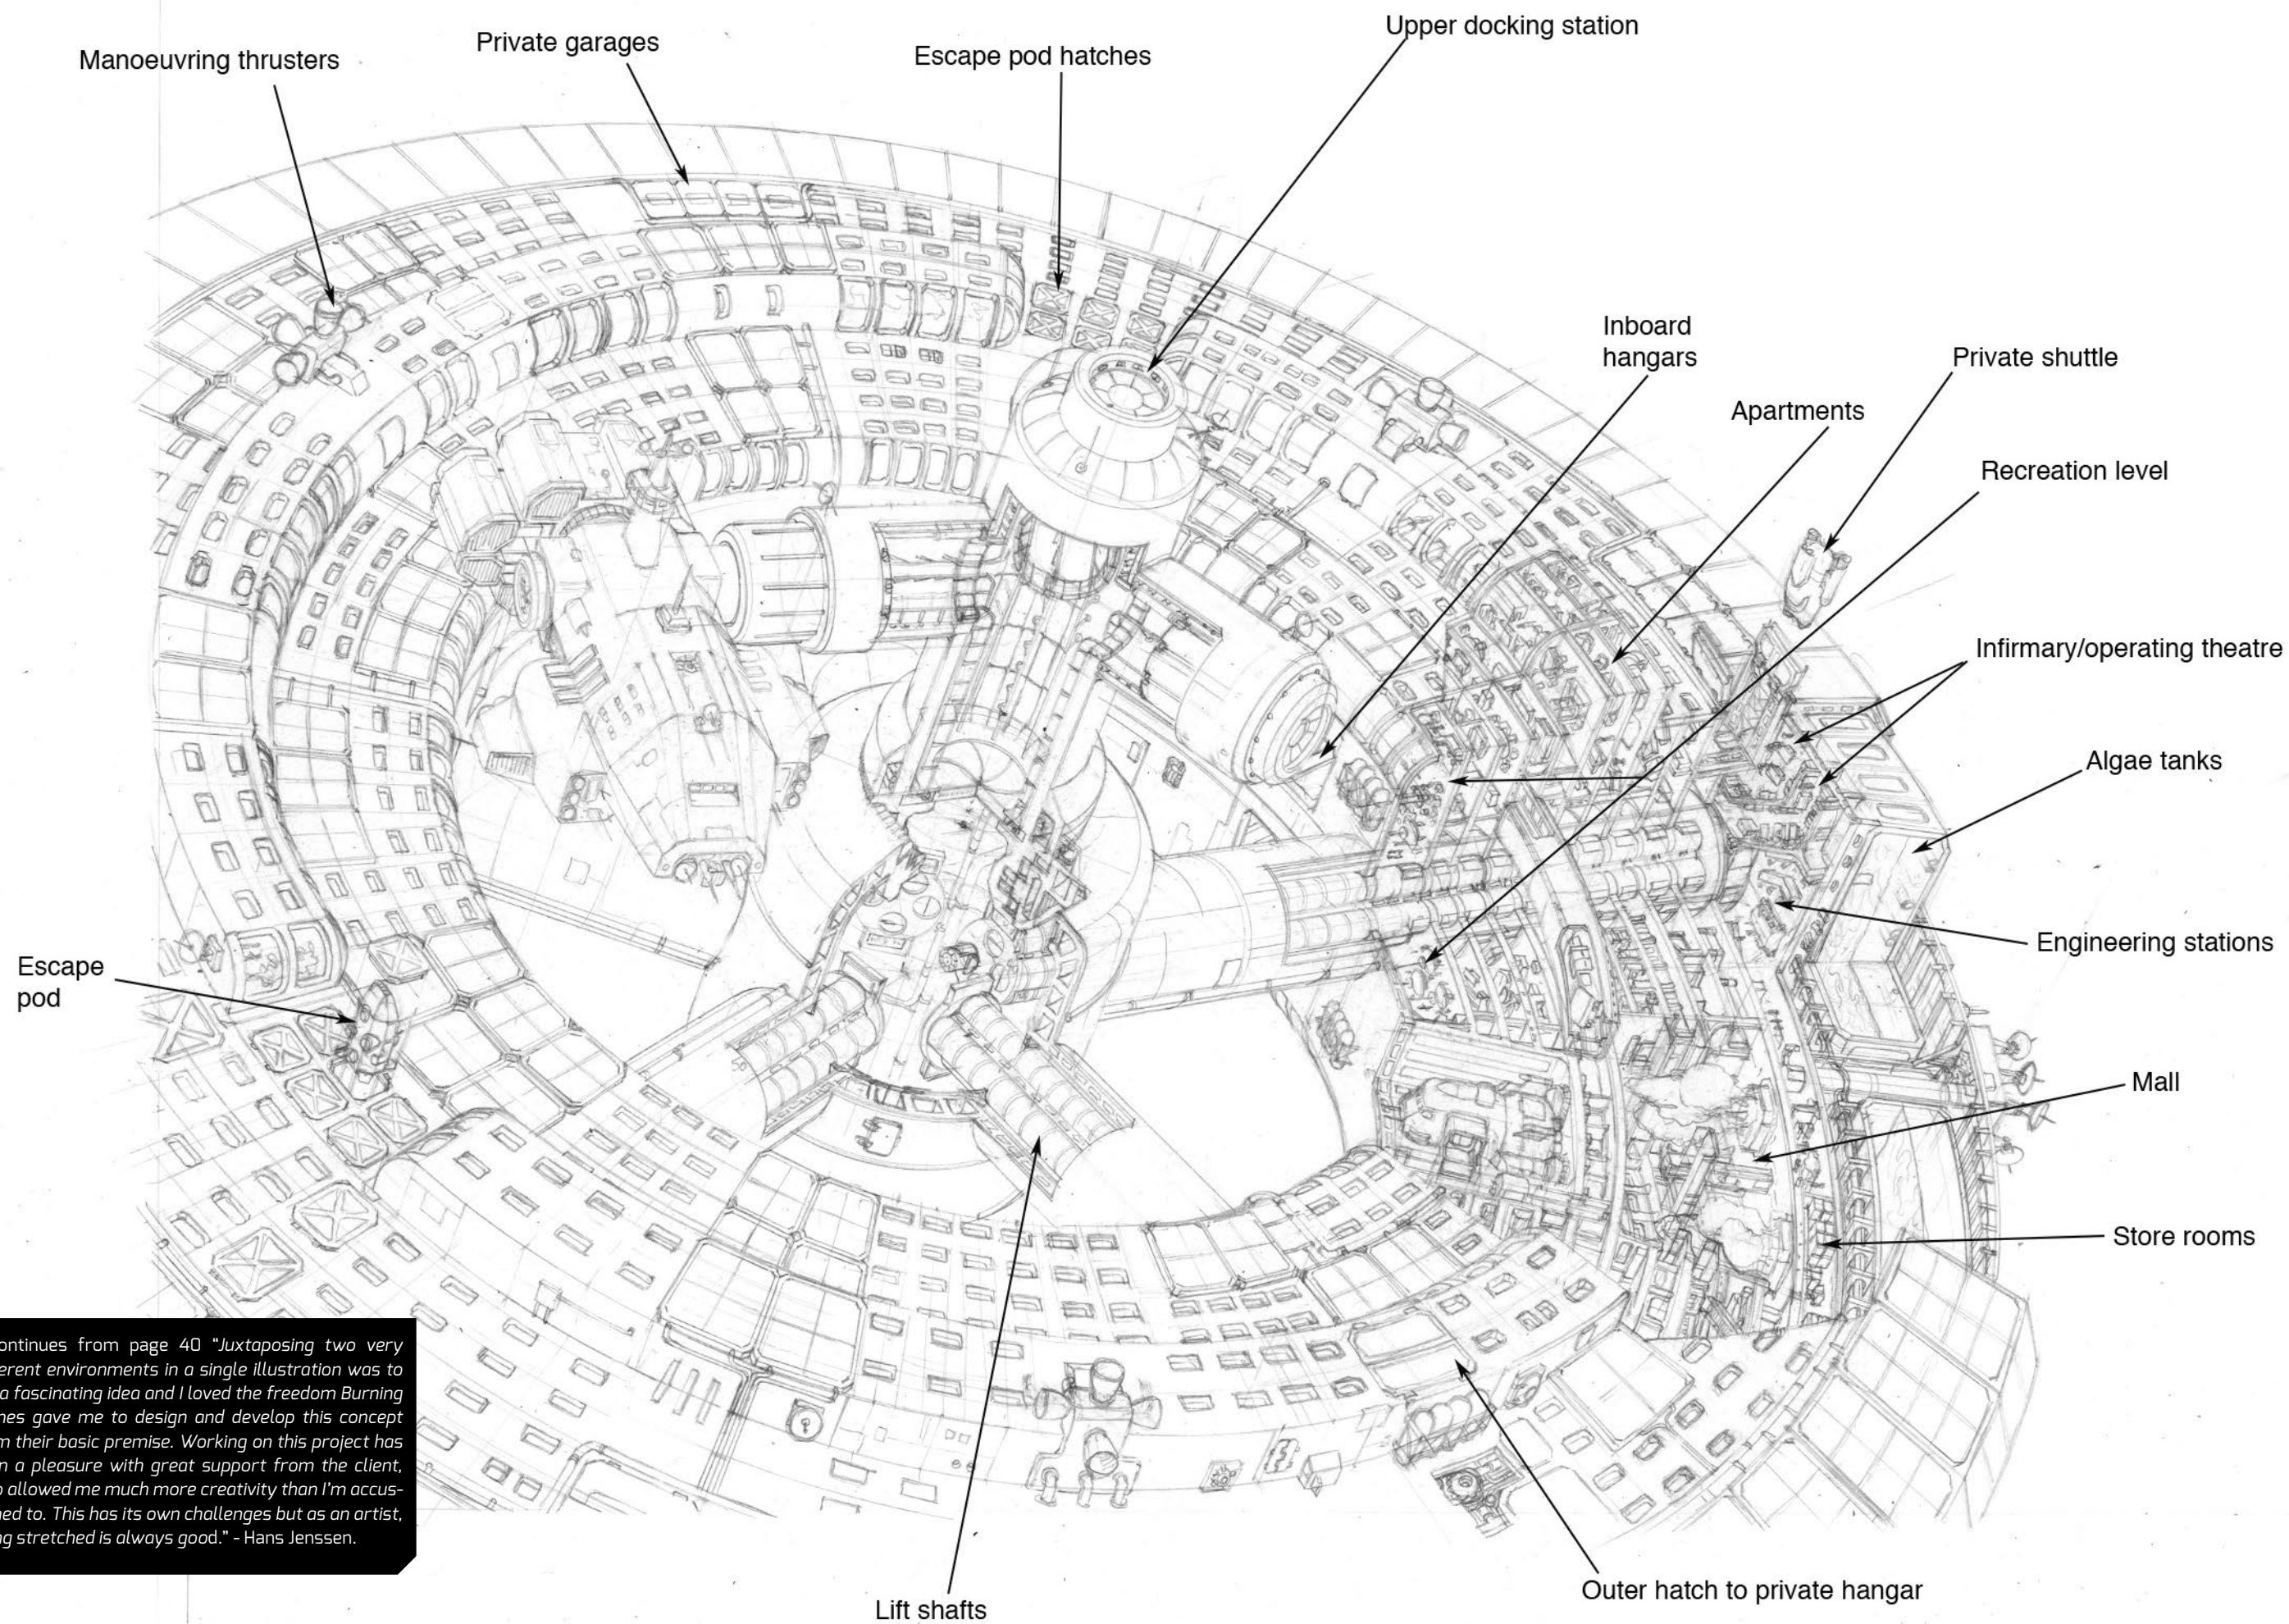 Upper docking station
Private garages
Manoeuvring thrusters
Escape pod hatches
Inboard
hangars
Private shuttle
Apartments
Recreation level
Infirmary/operating theatre
Algae tanks
Engineering stations
Escape
pod
Mall
Store rooms
Outer hatch to private hangar
Lift shafts
from page 40 “Juxtaposing two very
environments in a single illustration was to
a fascinating idea and I loved the freedom Burning
gave me to design and develop this concept
their basic premise. Working on this project has
a pleasure with great support from the client,
allowed me much more creativity than I'm accus-
to. This has its own challenges but as an artist,
stretched is always good.” - Hans Jenssen.